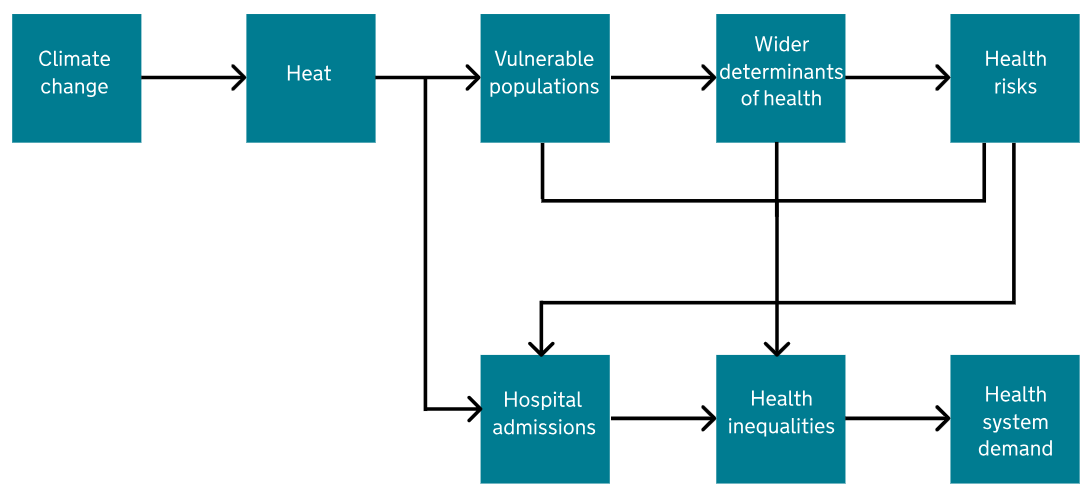 Climate
change
Heat
Vulnerable
populations
Wider
determinants
of health
Health
risks
Hospital
admissions
Health
inequalities
Health
system
demand